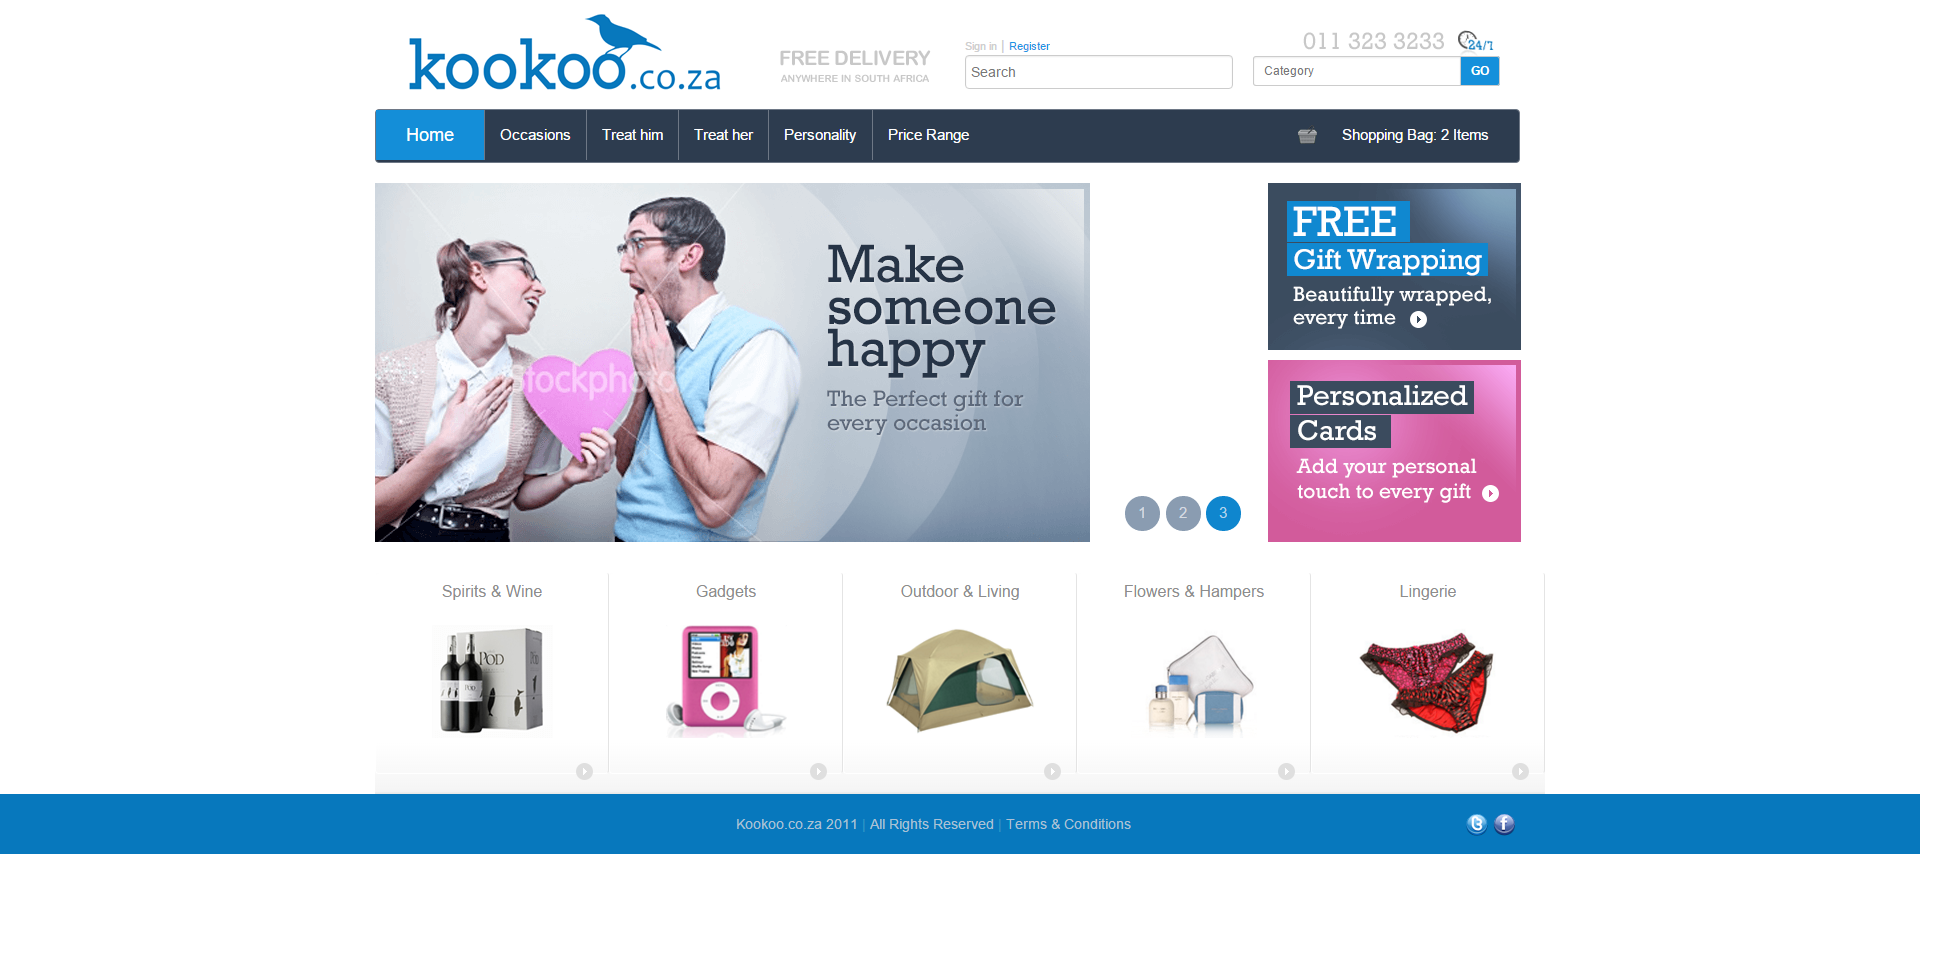 kookoo.co.za
FREE DELIVERY
ANYWHERE IN SOUTH AFRICA
Sign in | Register
Search
011 323 3233
24/7
Category
GO
Home
Occasions
Treat him
Treat her
Personality
Price Range
Shopping Bag: 2 Items
Make
someone
happy
The Perfect gift for
every occasion
stockphoto
1
2
3
FREE
Gift Wrapping
Beautifully wrapped,
every time
Personalized
Cards
Add your personal
touch to every gift
Spirits & Wine
Gadgets
Outdoor & Living
Flowers & Hampers
Lingerie
POD
POD
Kookoo.co.za 2011 | All Rights Reserved | Terms & Conditions